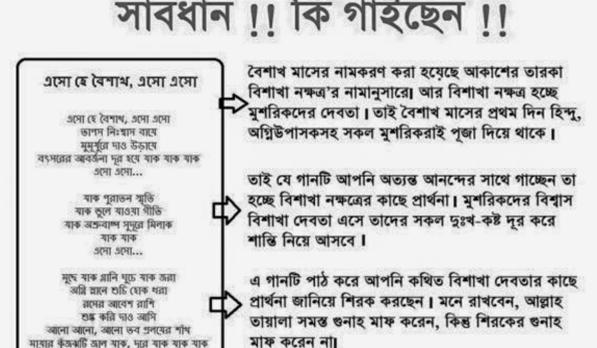 সাবধান !! কি গাইছেন !!
এসো হে বৈশাখ, এসো এসো
এসো হে বৈশাখ, এসো এসো
তাপস নিঃশ্বাস বায়ে
মুমূর্ষুরে দাও উড়ায়ে
বৎসরের আবর্জনা দূর হয়ে যাক যাক যাক
এসো এসো...
যাক পুরাতন স্মৃতি
যাক ভুলে যাওয়া গীতি
যাক অশ্রুবাষ্প সুদূরে মিলাক
যাক যাক
এসো এসো...
মুছে যাক গ্লানি ঘুচে যাক জরা
অগ্নি স্নানে শুচি হোক ধরা
রসের আবেশ রাশি
শুষ্ক করি দাও আসি
আনো আনো, আনো তব প্রলয়ের শাঁখ
মায়ার কুঁজঝটি জাল যাক, দূর যাক যাক যাক
বৈশাখ মাসের নামকরণ করা হয়েছে আকাশের তারকা
বিশাখা নক্ষত্র'র নামানুসারে। আর বিশাখা নক্ষত্র হচ্ছে
মুশরিকদের দেবতা। তাই বৈশাখ মাসের প্রথম দিন হিন্দু,
অগ্নিউপাসকসহ সকল মুশরিকরাই পূজা দিয়ে থাকে।
তাই যে গানটি আপনি অত্যন্ত আনন্দের সাথে গাচ্ছেন তা
হচ্ছে বিশাখা নক্ষত্রের কাছে প্রার্থনা। মুশরিকদের বিশ্বাস
বিশাখা দেবতা এসে তাদের সকল দুঃখ-কষ্ট দূর করে
শান্তি নিয়ে আসবে।
এ গানটি পাঠ করে আপনি কথিত বিশাখা দেবতার কাছে
প্রার্থনা জানিয়ে শিরক করছেন। মনে রাখবেন, আল্লাহ
তায়ালা সমস্ত গুনাহ মাফ করেন, কিন্তু শিরকের গুনাহ
মাফ করেন না।